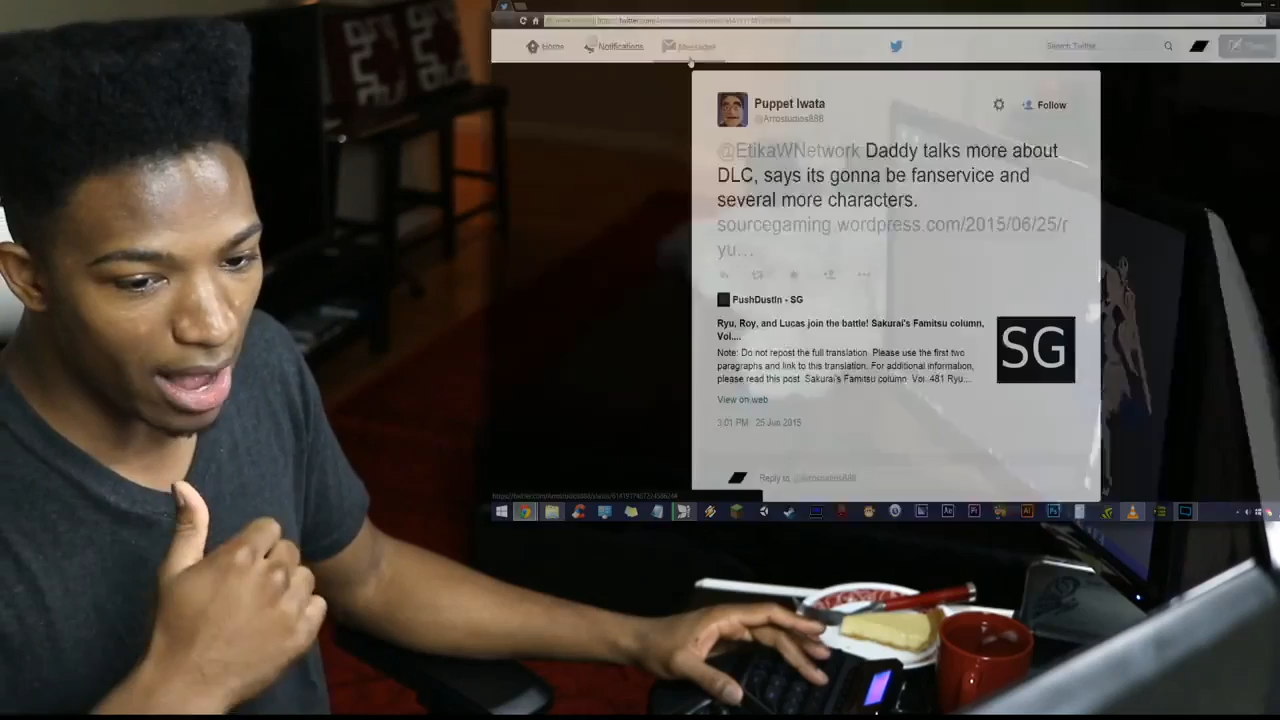 Home Notifications Messages Search Twitter
Puppet Iwata
@Arrostudios888
Follow
@EtikaWNetwork Daddy talks more about
DLC, says its gonna be fanservice and
several more characters.
sourcegaming.wordpress.com/2015/06/25/r
yu…
PushDustIn - SG
Ryu, Roy, and Lucas join the battle! Sakurai's Famitsu column,
Vol....
Note: Do not repost the full translation. Please use the first two
paragraphs and link to this translation. For additional information,
please read this post. Sakurai's Famitsu column Vol. 481 Ryu...
SG
View on web
3:01 PM 25 Jun 2015
Reply to @Arrostudios888